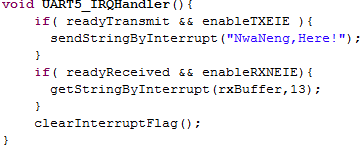 void UART5_IRQHandler(){
if( readyTransmit && enableTXEIE ){
sendStringByInterrupt("NwaNeng,Here!");
}
if( readyReceived && enableRXNEIE){
getStringByInterrupt(rxBuffer,13);
}
clearInterruptFlag();
}